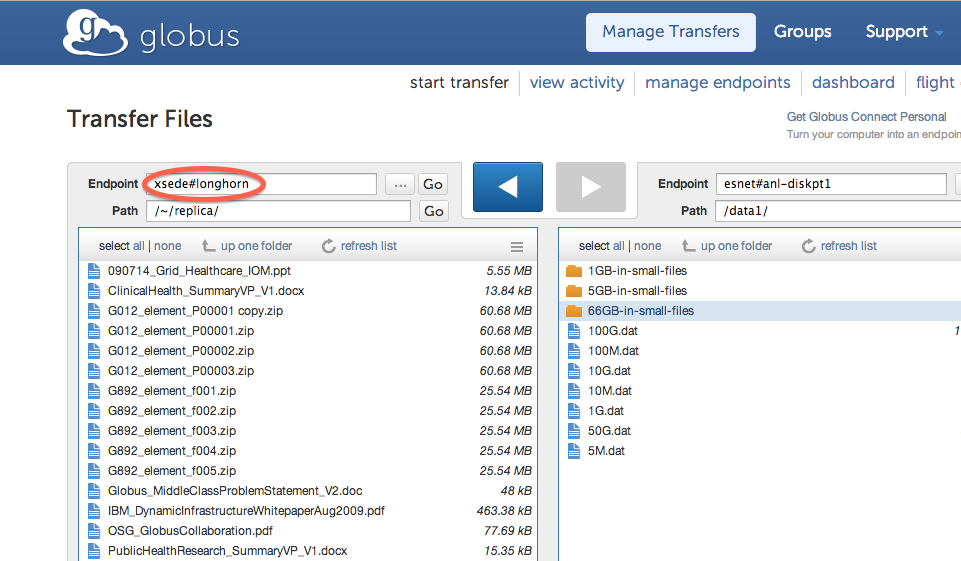 g globus
Manage Transfers Groups Support
start transfer view activity manage endpoints dashboard flight
Transfer Files
Get Globus Connect Personal
Turn your computer into an endpoin
Endpoint xsede#longhorn ... Go
Path /~/replica/ Go
Endpoint esnet#anl-diskpt1
Path /data1/
select all | none up one folder refresh list
090714_Grid_Healthcare_IOM.ppt 5.55 MB
ClinicalHealth_SummaryVP_V1.docx 13.84 kB
G012_element_P00001 copy.zip 60.68 MB
G012_element_P00001.zip 60.68 MB
G012_element_P00002.zip 60.68 MB
G012_element_P00003.zip 60.68 MB
G892_element_f001.zip 25.54 MB
G892_element_f002.zip 25.54 MB
G892_element_f003.zip 25.54 MB
G892_element_f004.zip 25.54 MB
G892_element_f005.zip 25.54 MB
Globus_MiddleClassProblemStatement_V2.doc 48 kB
IBM_DynamicInfrastructureWhitepaperAug2009.pdf 463.38 kB
OSG_GlobusCollaboration.pdf 77.69 kB
PublicHealthResearch_SummaryVP_V1.docx 15.35 kB
select all | none up one folder refresh list
1GB-in-small-files
5GB-in-small-files
66GB-in-small-files
100G.dat 1
100M.dat
10G.dat
10M.dat
1G.dat
50G.dat
5M.dat